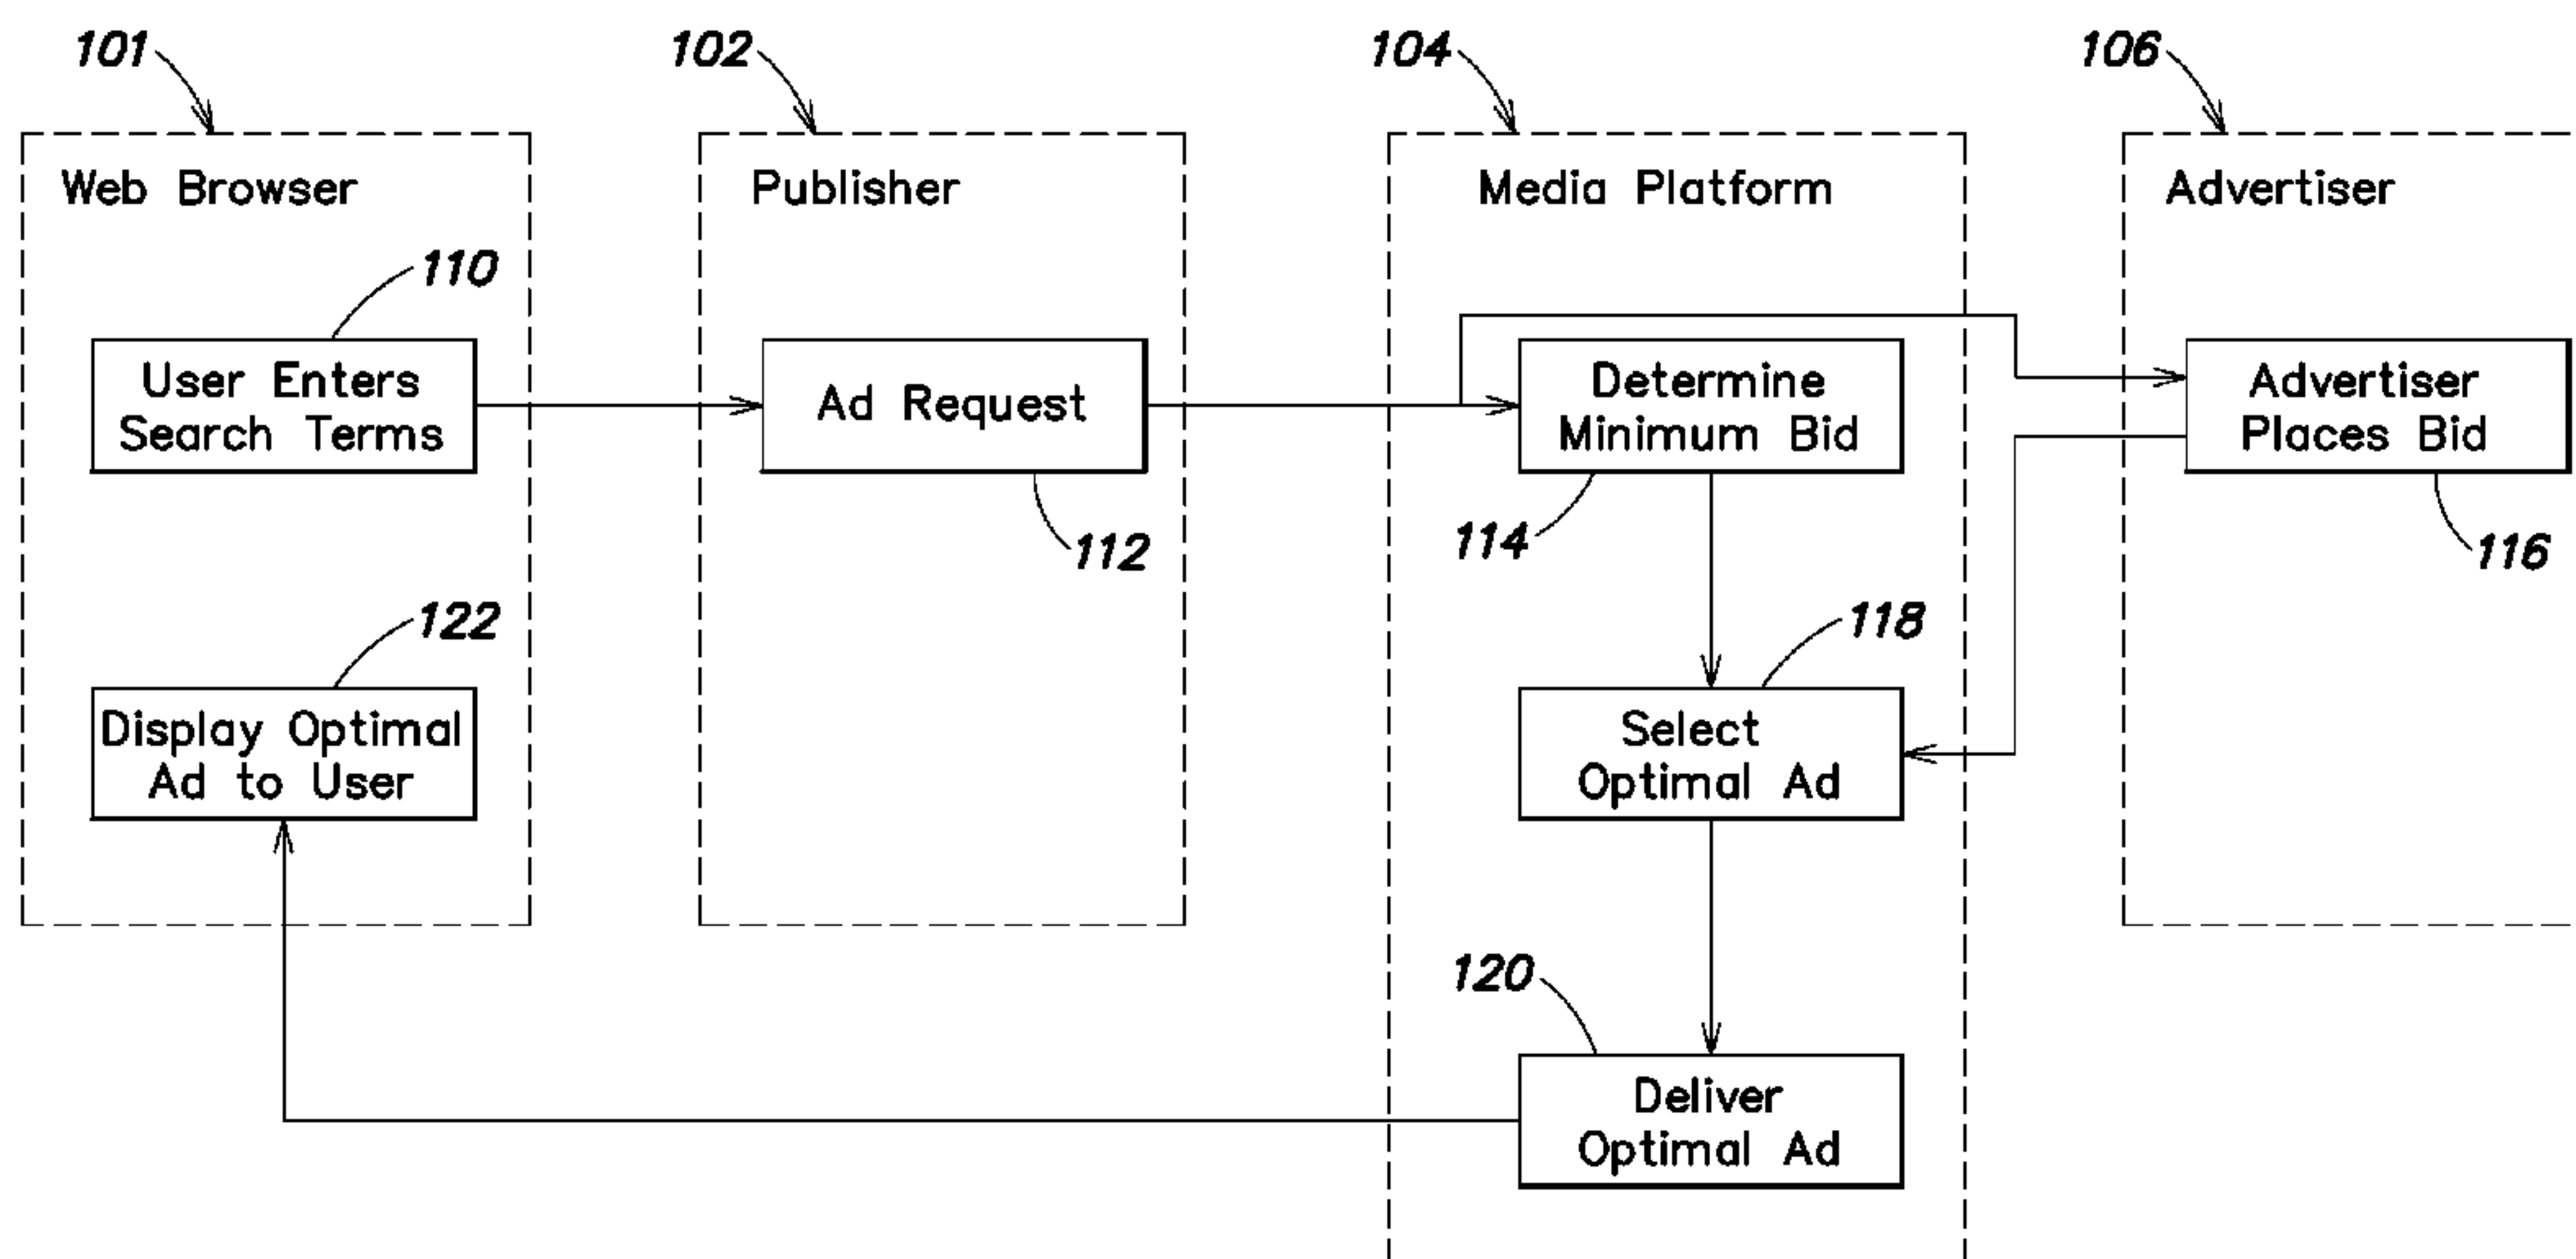 101
102
104
106
Web Browser
Publisher
Media Platform
Advertiser
110
User Enters
Search Terms
Ad Request
Determine
Minimum Bid
Advertiser
Places Bid
112
114
116
122
118
Display Optimal
Ad to User
Select
Optimal Ad
120
Deliver
Optimal Ad